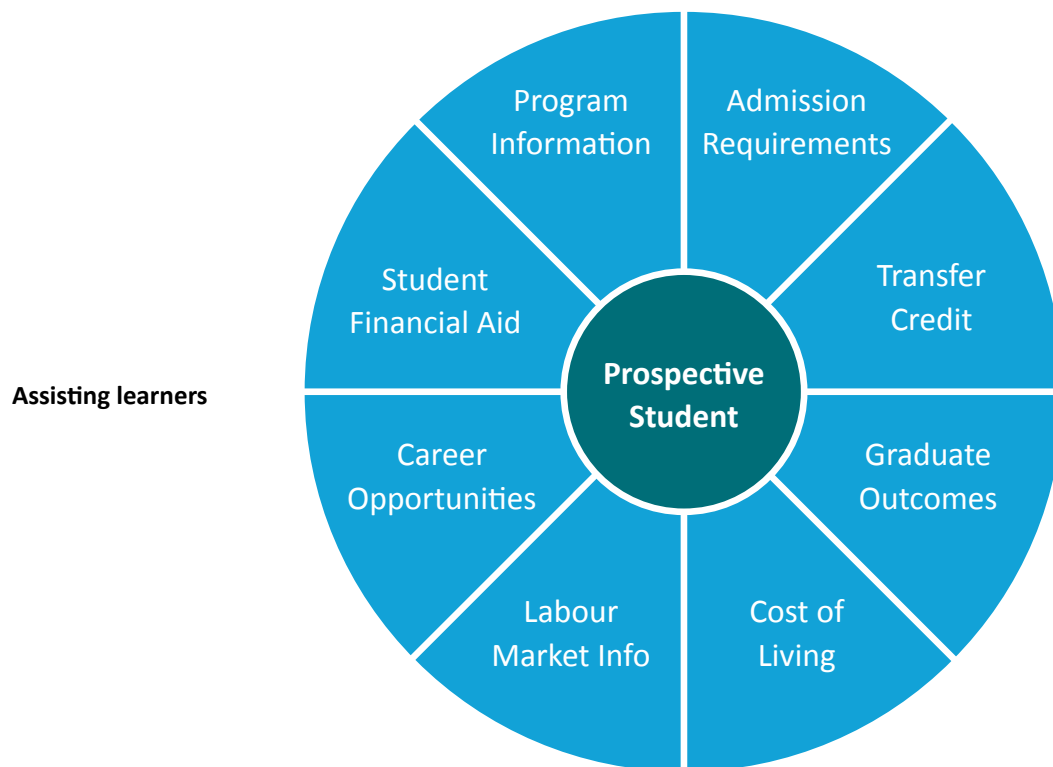 Program
Information
Admission
Requirements
Student
Financial Aid
Transfer
Credit
Prospective
Student
Assisting learners
Career
Opportunities
Graduate
Outcomes
Labour
Market Info
Cost of
Living